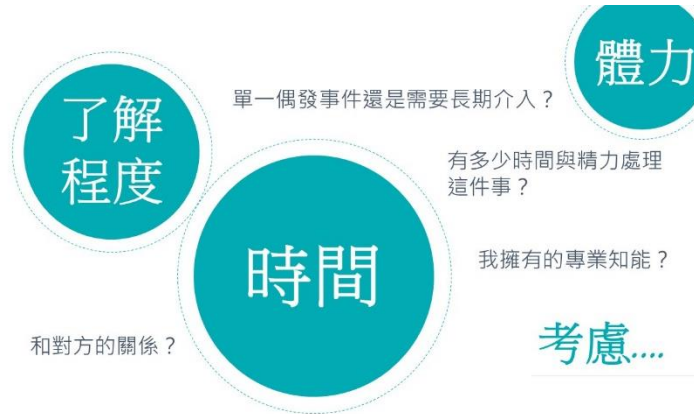 體力
了解
程度
單一偶發事件還是需要長期介入？
有多少時間與精力處理
這件事？
時間
我擁有的專業知能？
和對方的關係？
考慮....